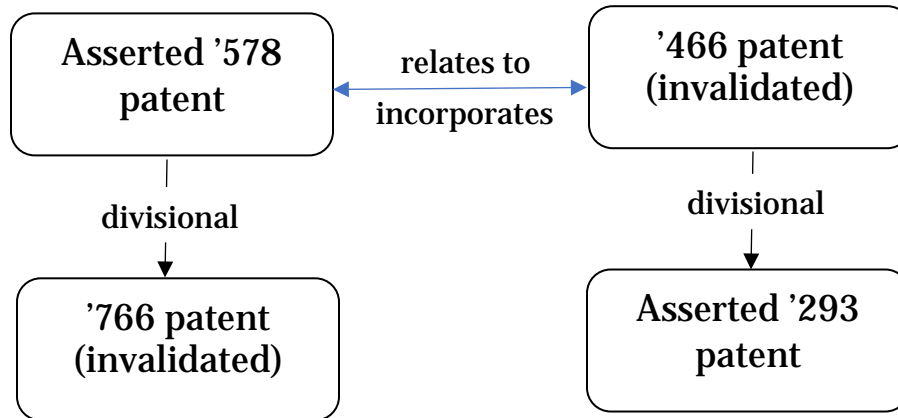 Asserted ’578
patent
relates to
incorporates
’466 patent
(invalidated)
divisional
divisional
’766 patent
(invalidated)
Asserted ’293
patent